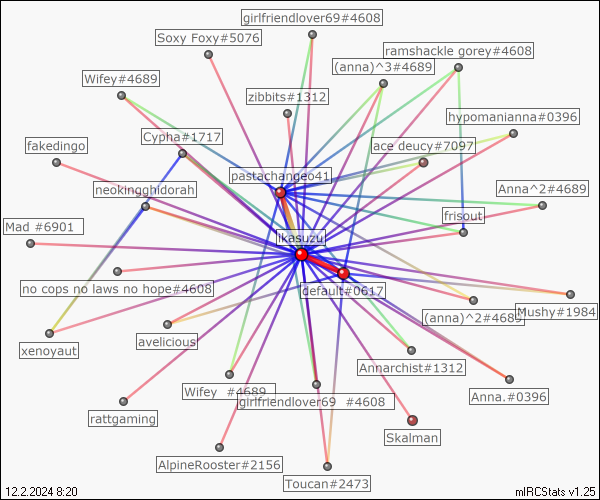 girlfriendlover69#4608
Soxy Foxy#5076
ramshackle gorey#4608
(anna)^3#4689
Wifey#4689
zibbits#1312
hypomanianna#0396
Cypha#1717
ace deucy#7097
fakedingo
pastachangeo41
neokingghidorah
Anna^2#4689
frisout
Mad #6901
ikasuzu
no cops no laws no hope#4608
default#0617
(anna)^2#4689
Mushy#1984
avelicious
xenoyaut
Annarchist#1312
Wifey #4689
Anna.#0396
girlfriendlover69 #4608
rattgaming
Skalman
AlpineRooster#2156
Toucan#2473
12.2.2024 8:20
mIRCStats v1.25